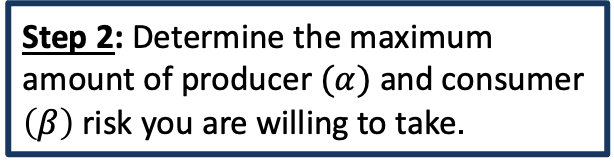 Step 2: Determine the maximum
amount of producer (α) and consumer
(β) risk you are willing to take.